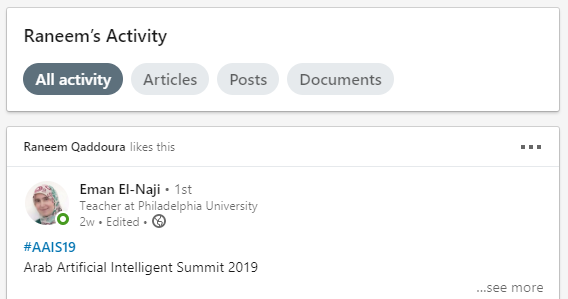 Raneem's Activity
All activity Articles Posts Documents
Raneem Qaddoura likes this
Eman El-Naji • 1st
Teacher at Philadelphia University
2w • Edited •
#AAIS19
Arab Artificial Intelligent Summit 2019
...see more